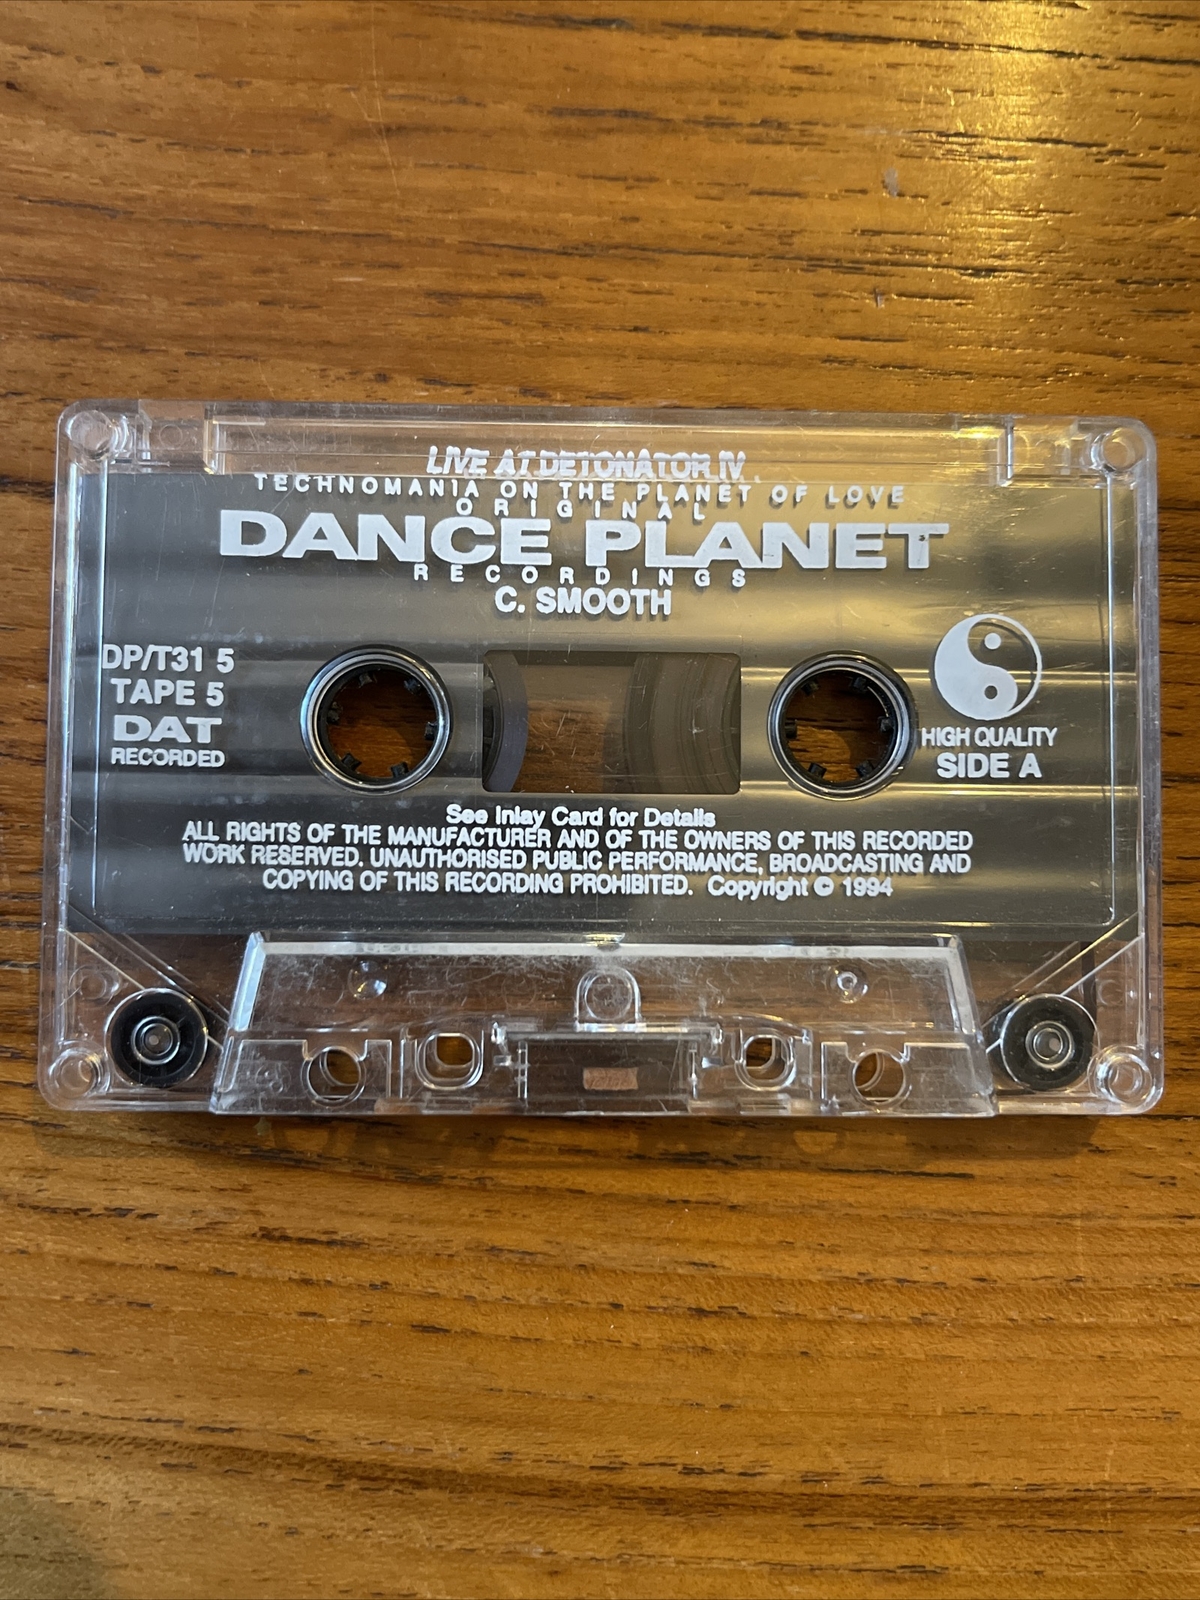 LIVE AT DETONATOR IV
TECHNOMANIA ON THE PLANET OF LOVE
ORIGINAL
DANCE PLANET
RECORDINGS
C. SMOOTH
DP/T31 5
TAPE 5
DAT
RECORDED
HIGH QUALITY
SIDE A
See Inlay Card for Details
ALL RIGHTS OF THE MANUFACTURER AND OF THE OWNERS OF THIS RECORDED
WORK RESERVED. UNAUTHORISED PUBLIC PERFORMANCE, BROADCASTING AND
COPYING OF THIS RECORDING PROHIBITED. Copyright © 1994